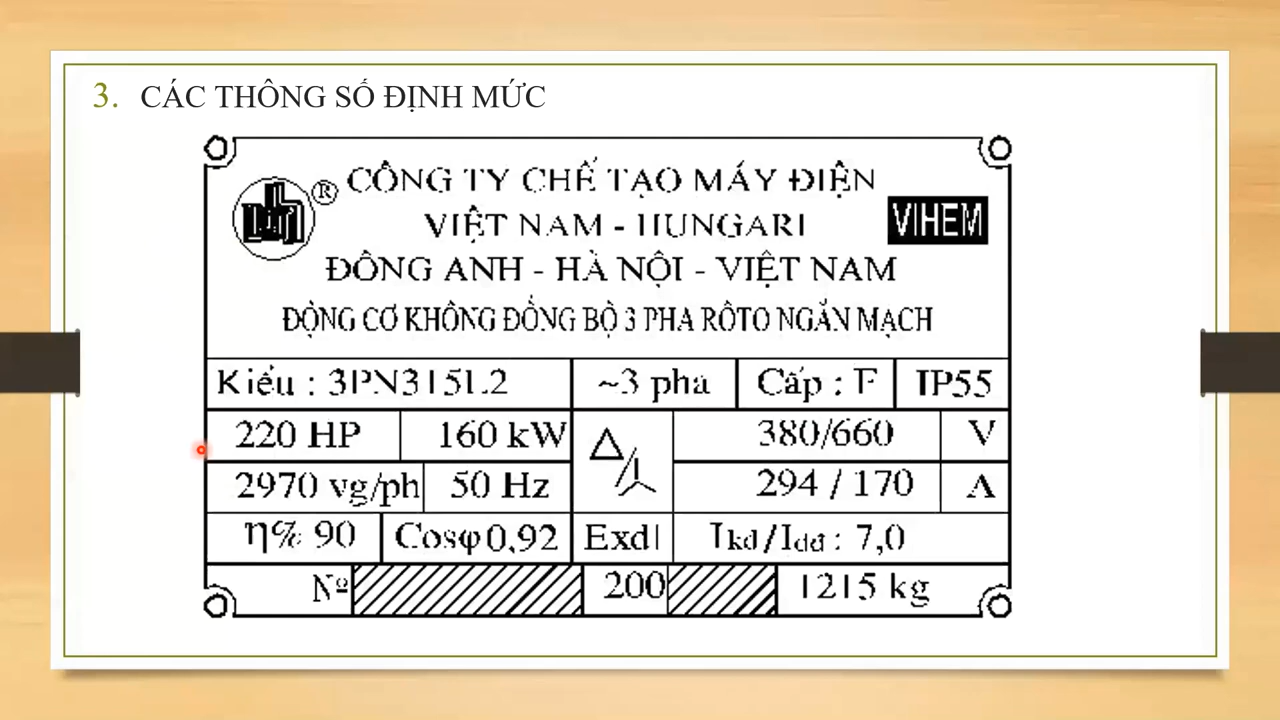 3. CÁC THÔNG SỐ ĐỊNH MỨC
® CÔNG TY CHẾ TẠO MÁY ĐIỆN
VIỆT NAM - HUNGARI
VIHEM
ĐÔNG ANH - HÀ NỘI - VIỆT NAM
ĐỘNG CƠ KHÔNG ĐỒNG BỘ 3 PHA RÔTO NGẮN MẠCH
Kiểu : 3PN315L2 ~3 pha Cấp : F IP55
220 HP 160 kW Δ/Y 380/660 V
2970 vg/ph 50 Hz 294 / 170 A
η% 90 Cosφ 0,92 ExdI Ikđ/Idđ : 7,0
Nº 200 1215 kg